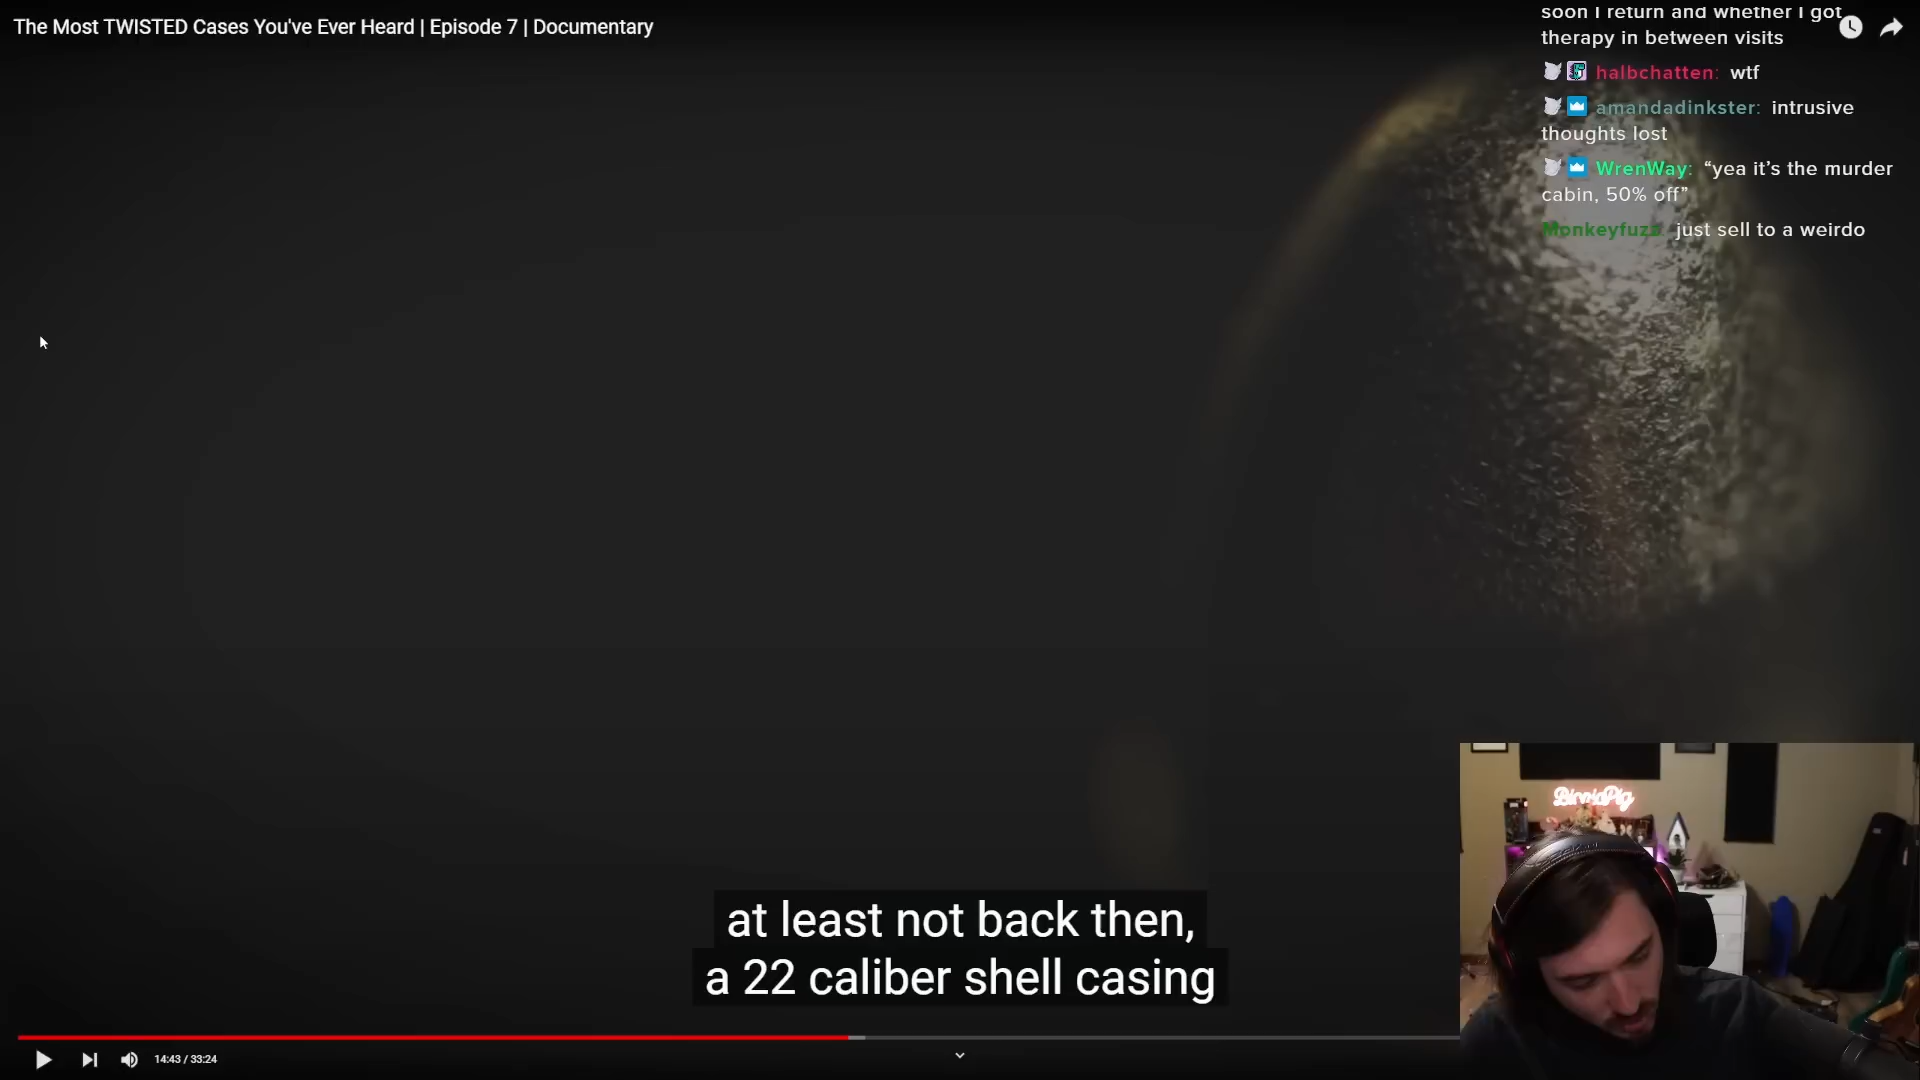 The Most TWISTED Cases You've Ever Heard | Episode 7 | Documentary
soon I return and whether I got
therapy in between visits
halbchatten: wtf
amandadinkster: intrusive
thoughts lost
WrenWay: “yea it’s the murder
cabin, 50% off”
Monkeyfuzz: just sell to a weirdo
BinniePig
at least not back then,
a 22 caliber shell casing
14:43 / 33:24